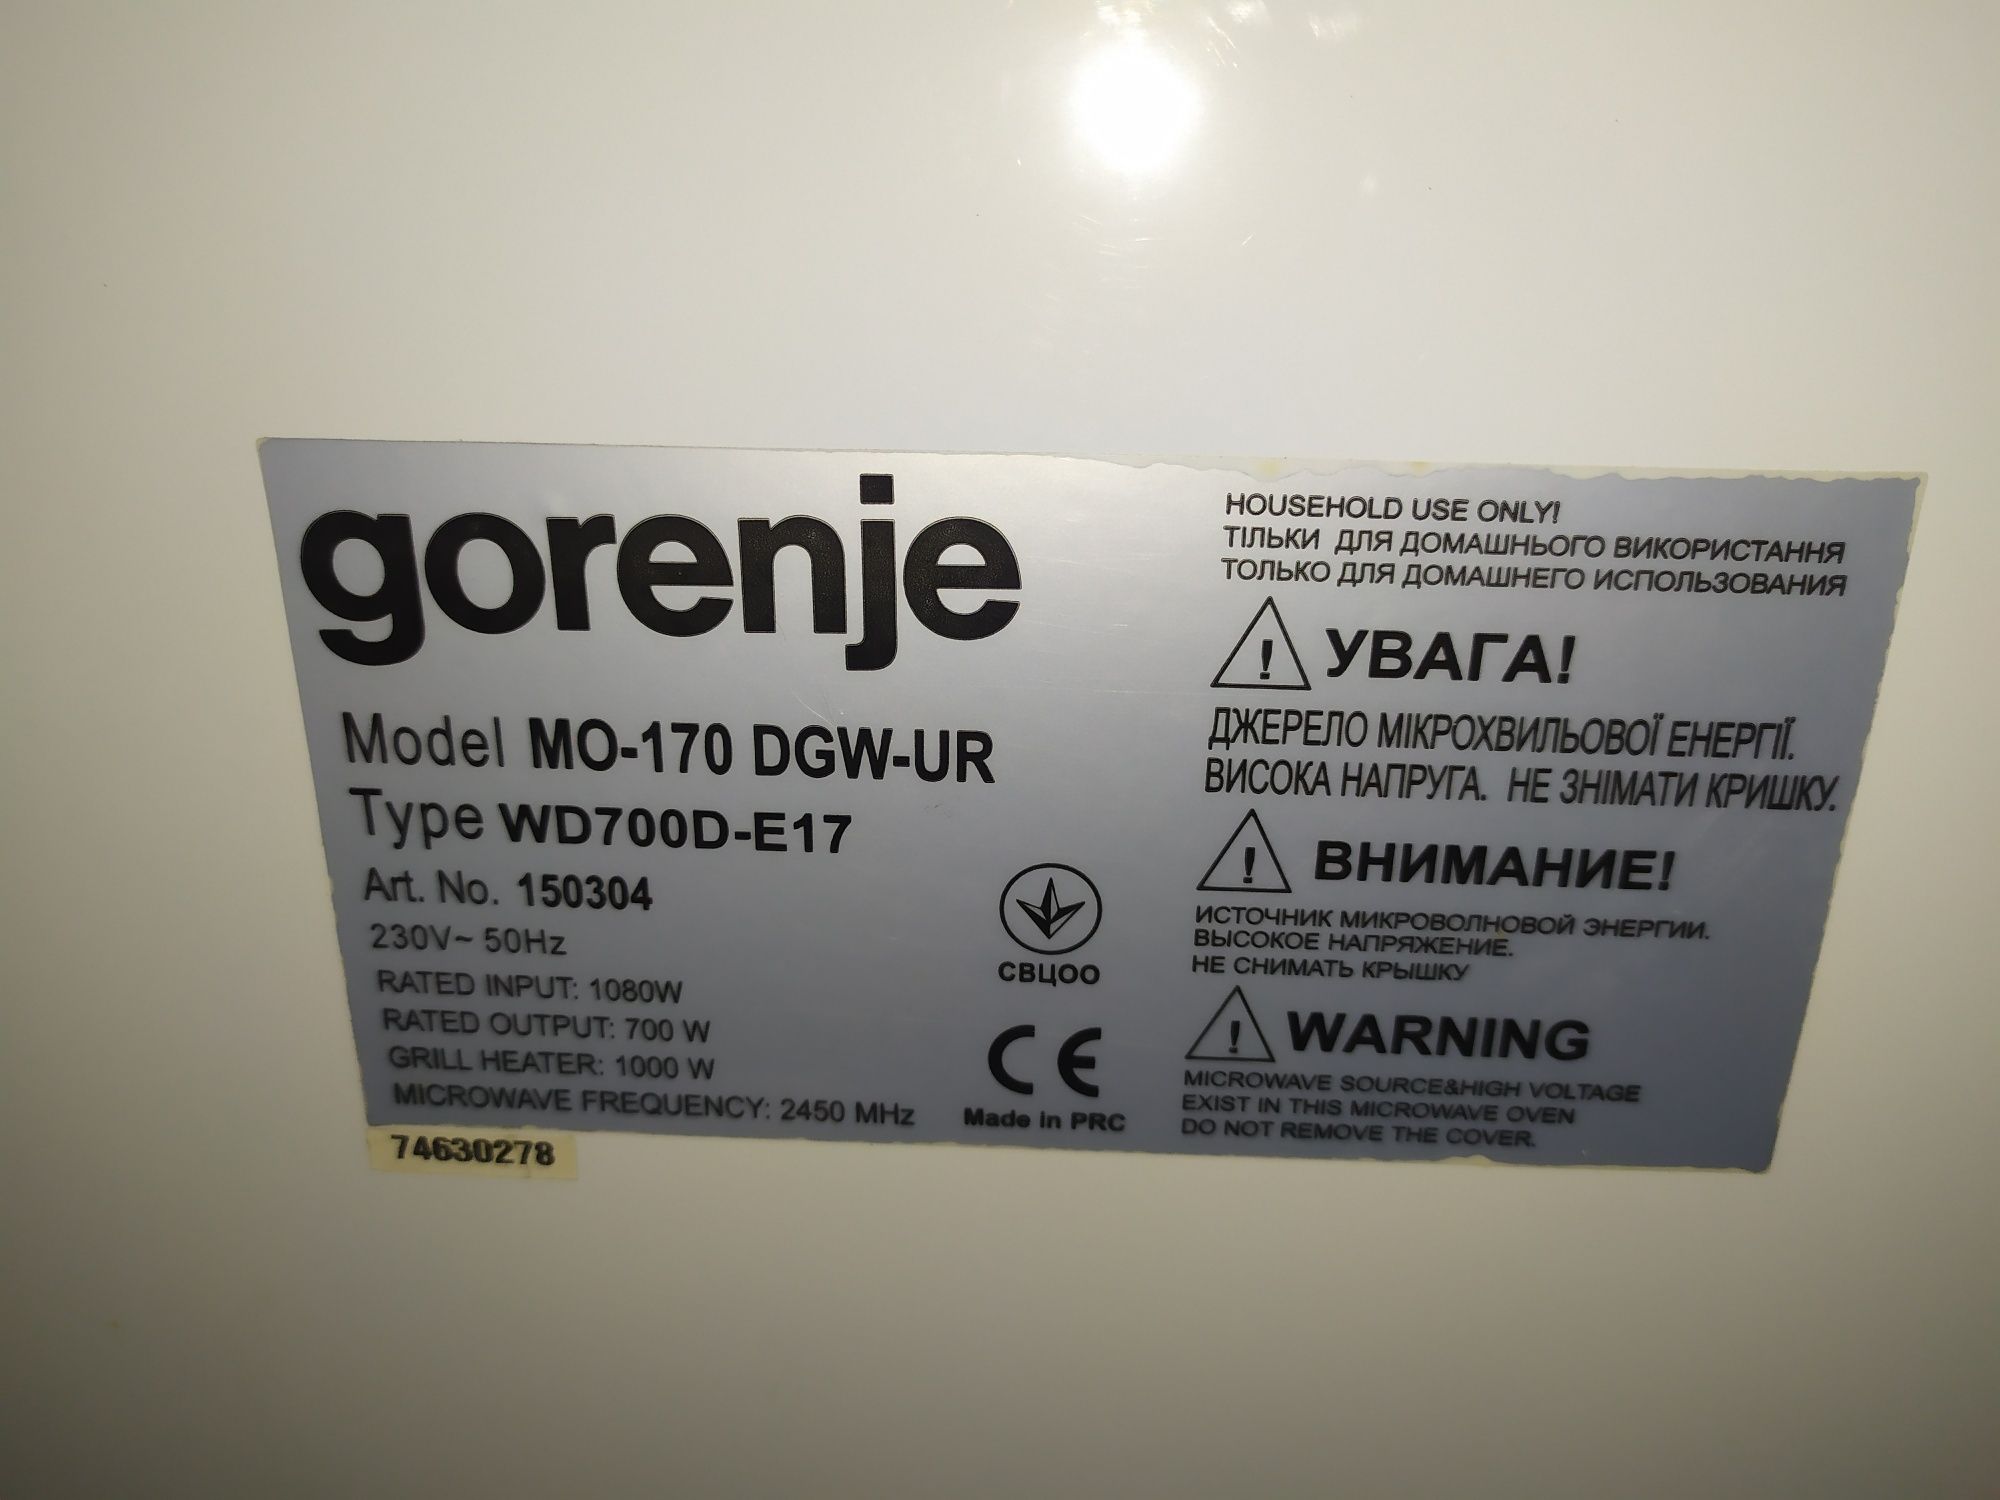 gorenje
Model MO-170 DGW-UR
Type WD700D-E17
Art. No. 150304
230V~ 50Hz
RATED INPUT: 1080W
RATED OUTPUT: 700 W
GRILL HEATER: 1000 W
MICROWAVE FREQUENCY: 2450 MHz
74630278
СВЦОО
CE
Made in PRC
HOUSEHOLD USE ONLY!
ТІЛЬКИ ДЛЯ ДОМАШНЬОГО ВИКОРИСТАННЯ
ТОЛЬКО ДЛЯ ДОМАШНЕГО ИСПОЛЬЗОВАНИЯ
! УВАГА!
ДЖЕРЕЛО МІКРОХВИЛЬОВОЇ ЕНЕРГІЇ.
ВИСОКА НАПРУГА. НЕ ЗНІМАТИ КРИШКУ.
! ВНИМАНИЕ!
ИСТОЧНИК МИКРОВОЛНОВОЙ ЭНЕРГИИ.
ВЫСОКОЕ НАПРЯЖЕНИЕ.
НЕ СНИМАТЬ КРЫШКУ
! WARNING
MICROWAVE SOURCE&HIGH VOLTAGE
EXIST IN THIS MICROWAVE OVEN
DO NOT REMOVE THE COVER.